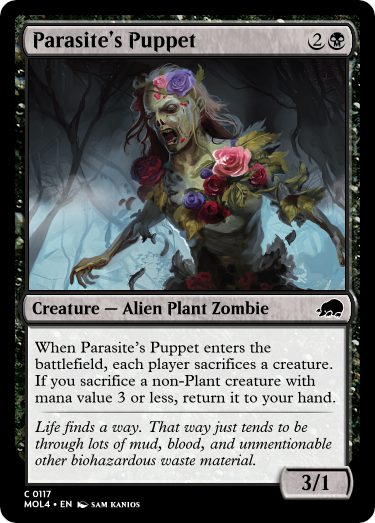 Parasite's Puppet 2
Creature — Alien Plant Zombie
When Parasite's Puppet enters the
battlefield, each player sacrifices a creature.
If you sacrifice a non-Plant creature with
mana value 3 or less, return it to your hand.
Life finds a way. That way just tends to be
through lots of mud, blood, and unmentionable
other biohazardous waste material.
3/1
C 0117
MOL4 • EN SAM KANIOS